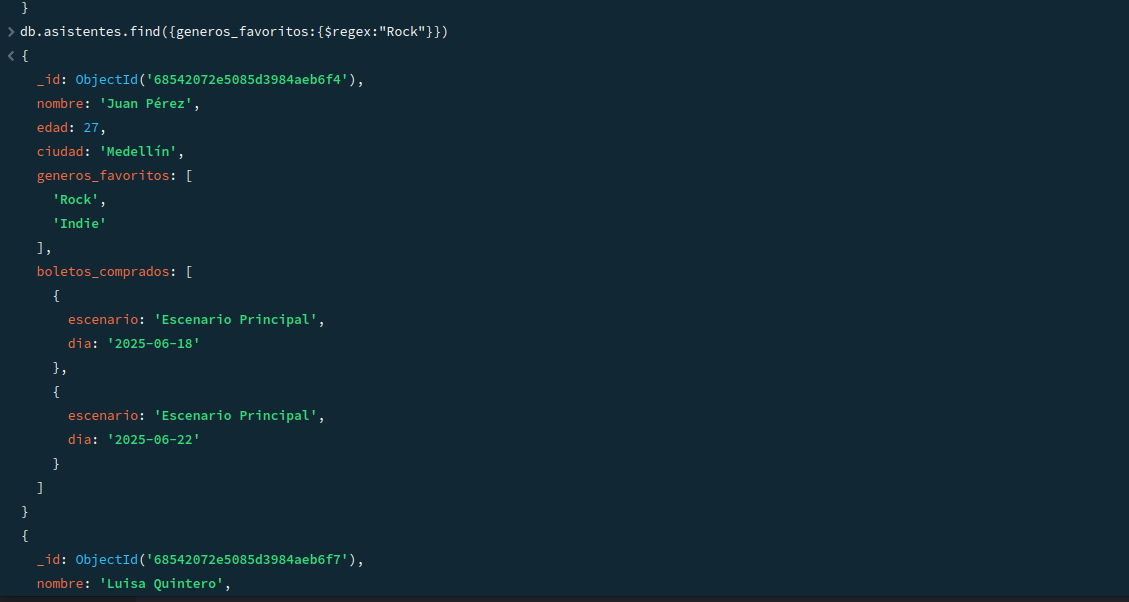 }
> db.asistentes.find({generos_favoritos:{$regex:"Rock"}})
< {
_id: ObjectId('68542072e5085d3984aeb6f4'),
nombre: 'Juan Pérez',
edad: 27,
ciudad: 'Medellín',
generos_favoritos: [
'Rock',
'Indie'
],
boletos_comprados: [
{
escenario: 'Escenario Principal',
dia: '2025-06-18'
},
{
escenario: 'Escenario Principal',
dia: '2025-06-22'
}
]
}
{
_id: ObjectId('68542072e5085d3984aeb6f7'),
nombre: 'Luisa Quintero',